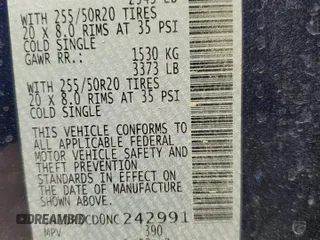 WITH 255/50R20 TIRES
20 x 8.0 RIMS AT 35 PSI
COLD SINGLE
GAWR RR.: 1530 KG
3373 LB
WITH 255/50R20 TIRES
20 x 8.0 RIMS AT 35 PSI
COLD SINGLE
THIS VEHICLE CONFORMS TO
ALL APPLICABLE FEDERAL
MOTOR VEHICLE SAFETY AND
THEFT PREVENTION
STANDARDS IN EFFECT ON
THE DATE OF MANUFACTURE
CD0NC 242991
DREAMBID
MPV 390